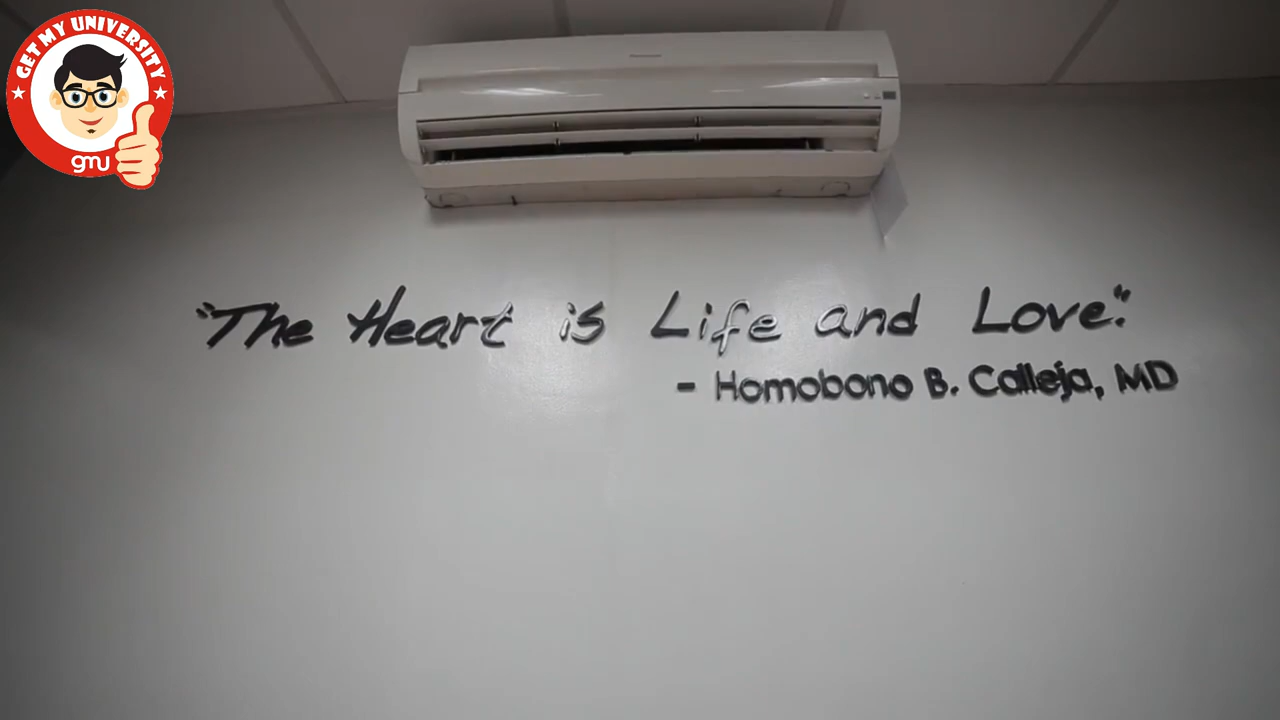 GET MY UNIVERSITY
gmu
"The Heart is Life and Love."
- Homobono B. Calleja, MD